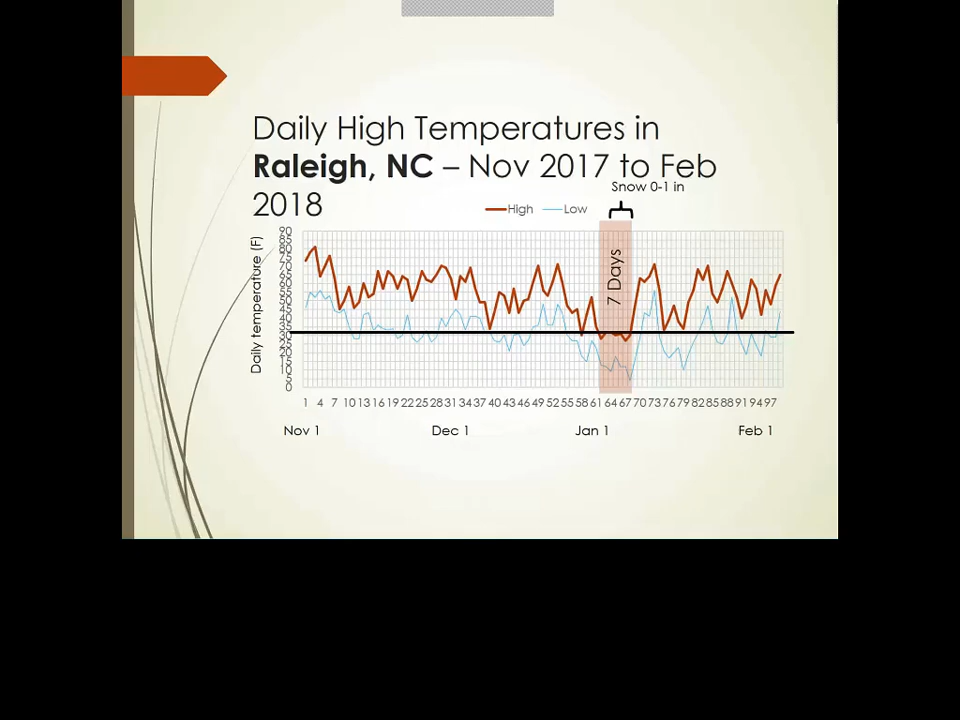 Daily High Temperatures in
Raleigh, NC – Nov 2017 to Feb
2018
Snow 0-1 in
High Low
7 Days
Daily temperature (F)
90
85
80
75
70
65
60
55
50
45
40
35
30
25
20
15
10
5
0
1 4 7 10 13 16 19 22 25 28 31 34 37 40 43 46 49 52 55 58 61 64 67 70 73 76 79 82 85 88 91 94 97
Nov 1 Dec 1 Jan 1 Feb 1